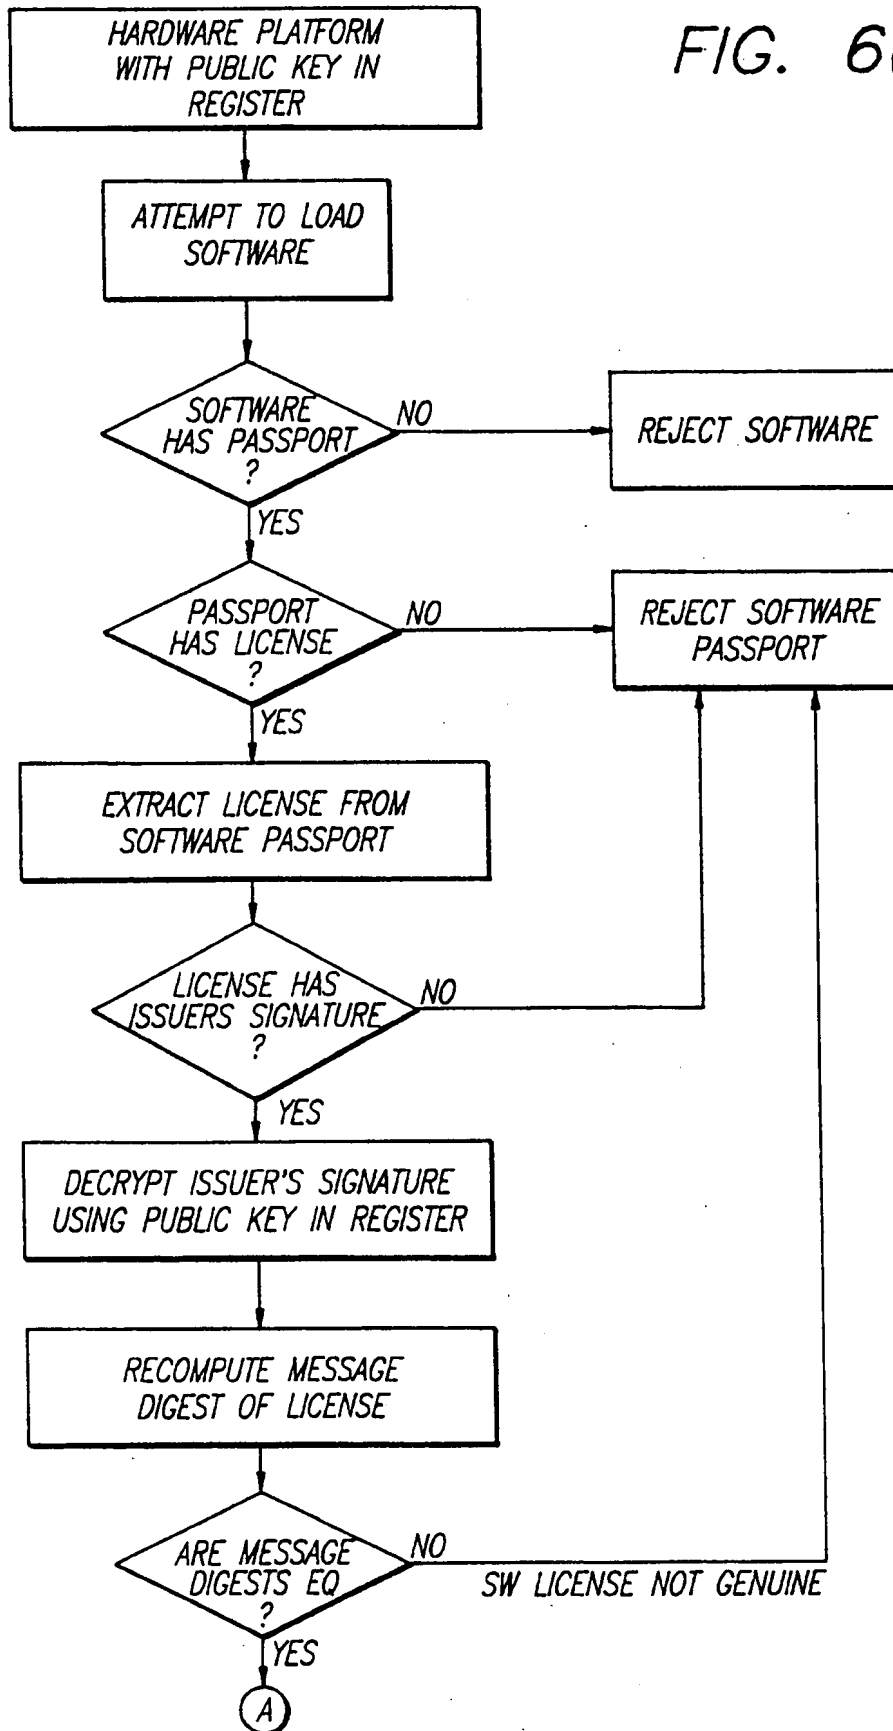 HARDWARE PLATFORM
WITH PUBLIC KEY IN
REGISTER
FIG. 6
ATTEMPT TO LOAD
SOFTWARE
SOFTWARE
HAS PASSPORT
?
NO
REJECT SOFTWARE
YES
PASSPORT
HAS LICENSE
?
NO
REJECT SOFTWARE
PASSPORT
YES
EXTRACT LICENSE FROM
SOFTWARE PASSPORT
LICENSE HAS
ISSUERS SIGNATURE
?
NO
YES
DECRYPT ISSUER'S SIGNATURE
USING PUBLIC KEY IN REGISTER
RECOMPUTE MESSAGE
DIGEST OF LICENSE
ARE MESSAGE
DIGESTS EQ
?
NO
SW LICENSE NOT GENUINE
YES
A